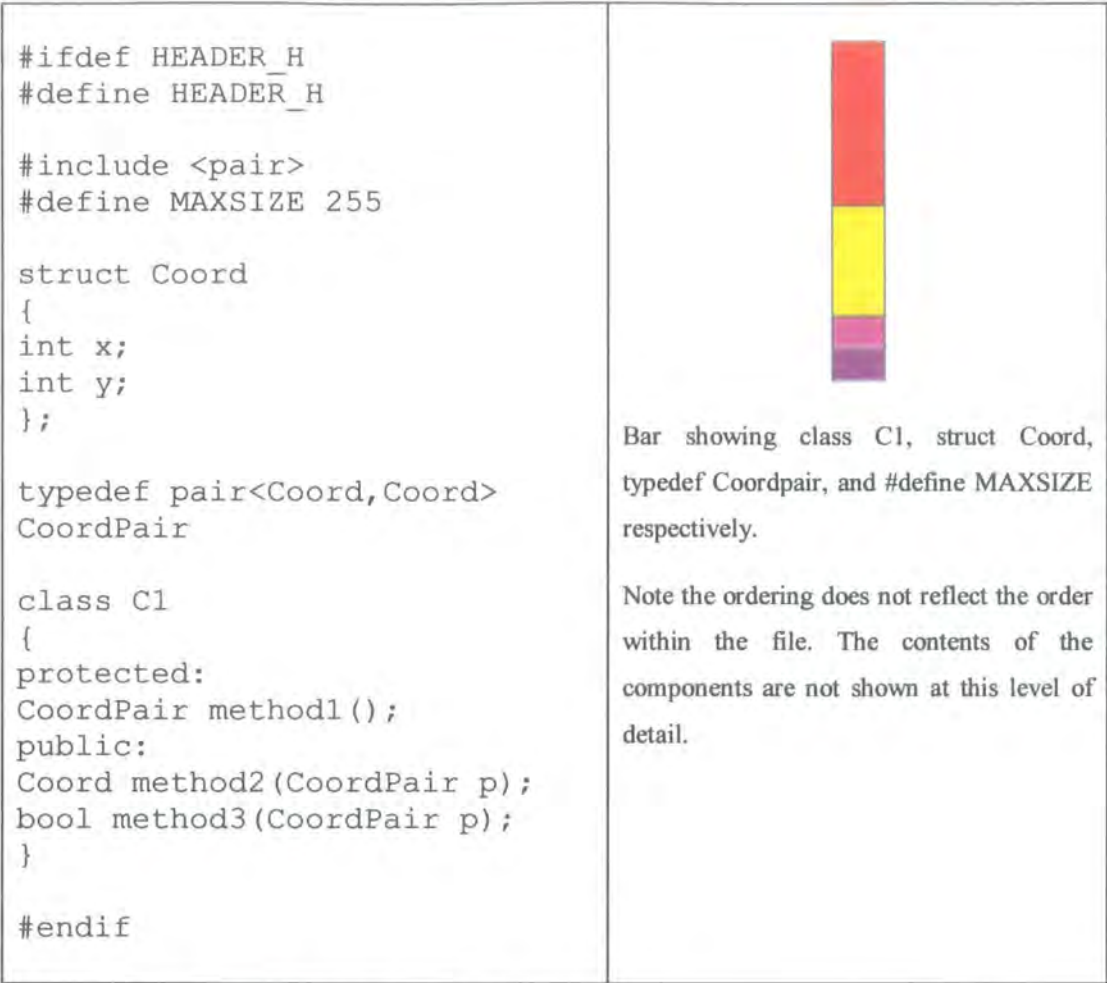 #ifdef HEADER_H
#define HEADER_H
#include <pair>
#define MAXSIZE 255
struct Coord
{
int x;
int y;
};
typedef pair<Coord,Coord>
CoordPair
class C1
{
protected:
CoordPair method1();
public:
Coord method2(CoordPair p);
bool method3(CoordPair p);
}
#endif
Bar showing class C1, struct Coord,
typedef Coordpair, and #define MAXSIZE
respectively.
Note the ordering does not reflect the order
within the file. The contents of the
components are not shown at this level of
detail.